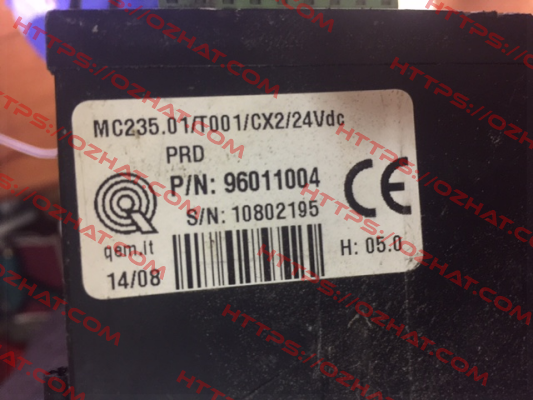 MC235.01/T001/CX2/24Vdc
PRD
P/N: 96011004
CE
S/N: 10802195
qem.it
H: 05.0
14/08
HTTPS://OZHAT.COM